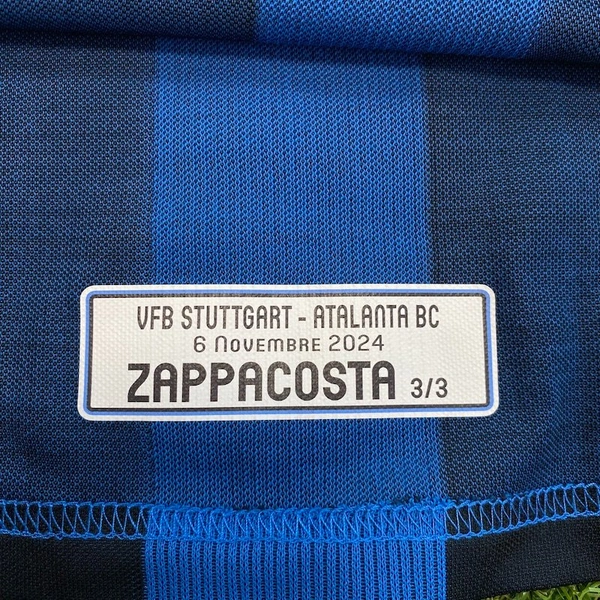 VFB STUTTGART - ATALANTA BC
6 NOVEMBRE 2024
ZAPPACOSTA 3/3